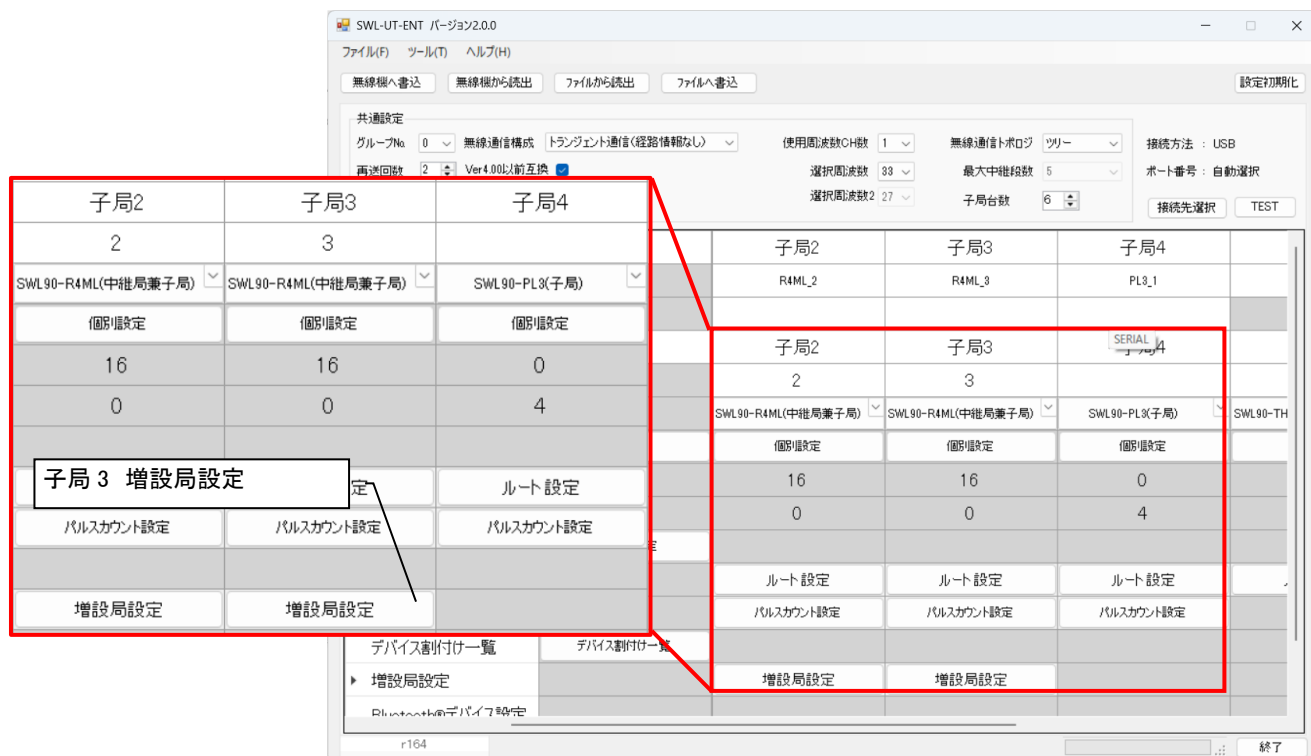 SWL-UT-ENT バージョン2.0.0
ファイル(F) ツール(T) ヘルプ(H)
無線機へ書込 無線機から読出 ファイルから読出 ファイルへ書込 設定初期化
共通設定
グループNo. 0 無線通信構成 トランジェント通信(経路情報なし) 使用周波数CH数 1 無線通信トポロジ ツリー 接続方法 : USB
再送回数 2 Ver4.00以前互換 選択周波数 33 最大中継段数 5 ポート番号 : 自動選択
選択周波数2 27 子局台数 6 接続先選択 TEST
子局2 子局3 子局4
2 3
SWL90-R4ML(中継局兼子局) SWL90-R4ML(中継局兼子局) SWL90-PL3(子局)
個別設定 個別設定 個別設定
16 16 0
0 0 4
子局3 増設局設定
定 ルート設定
パルスカウント設定 パルスカウント設定 パルスカウント設定
増設局設定 増設局設定
子局2 子局3 子局4
R4ML_2 R4ML_3 PL3_1
子局2 子局3 4
SERIAL
2 3
SWL90-R4ML(中継局兼子局) SWL90-R4ML(中継局兼子局) SWL90-PL3(子局) SWL90-TH
個別設定 個別設定 個別設定
16 16 0
0 0 4
定
ルート設定 ルート設定 ルート設定
パルスカウント設定 パルスカウント設定 パルスカウント設定
デバイス割付け一覧 デバイス割付け一覧
増設局設定 増設局設定 増設局設定
Bluetooth®デバイス設定
r164 終了